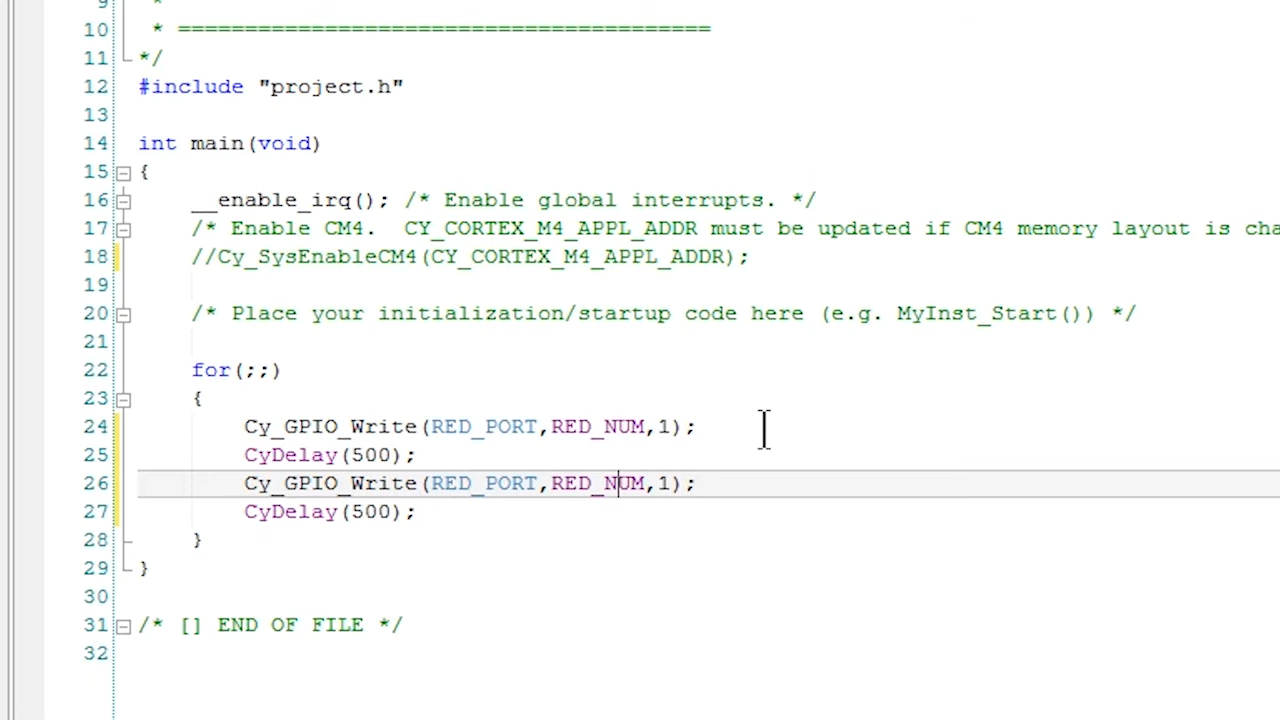 9 *
10 * ========================================
11 */
12 #include "project.h"
13
14 int main(void)
15 {
16 __enable_irq(); /* Enable global interrupts. */
17 /* Enable CM4.  CY_CORTEX_M4_APPL_ADDR must be updated if CM4 memory layout is cha
18 //Cy_SysEnableCM4(CY_CORTEX_M4_APPL_ADDR);
19
20 /* Place your initialization/startup code here (e.g. MyInst_Start()) */
21
22 for(;;)
23 {
24 Cy_GPIO_Write(RED_PORT,RED_NUM,1);
25 CyDelay(500);
26 Cy_GPIO_Write(RED_PORT,RED_NUM,1);
27 CyDelay(500);
28 }
29 }
30
31 /* [] END OF FILE */
32